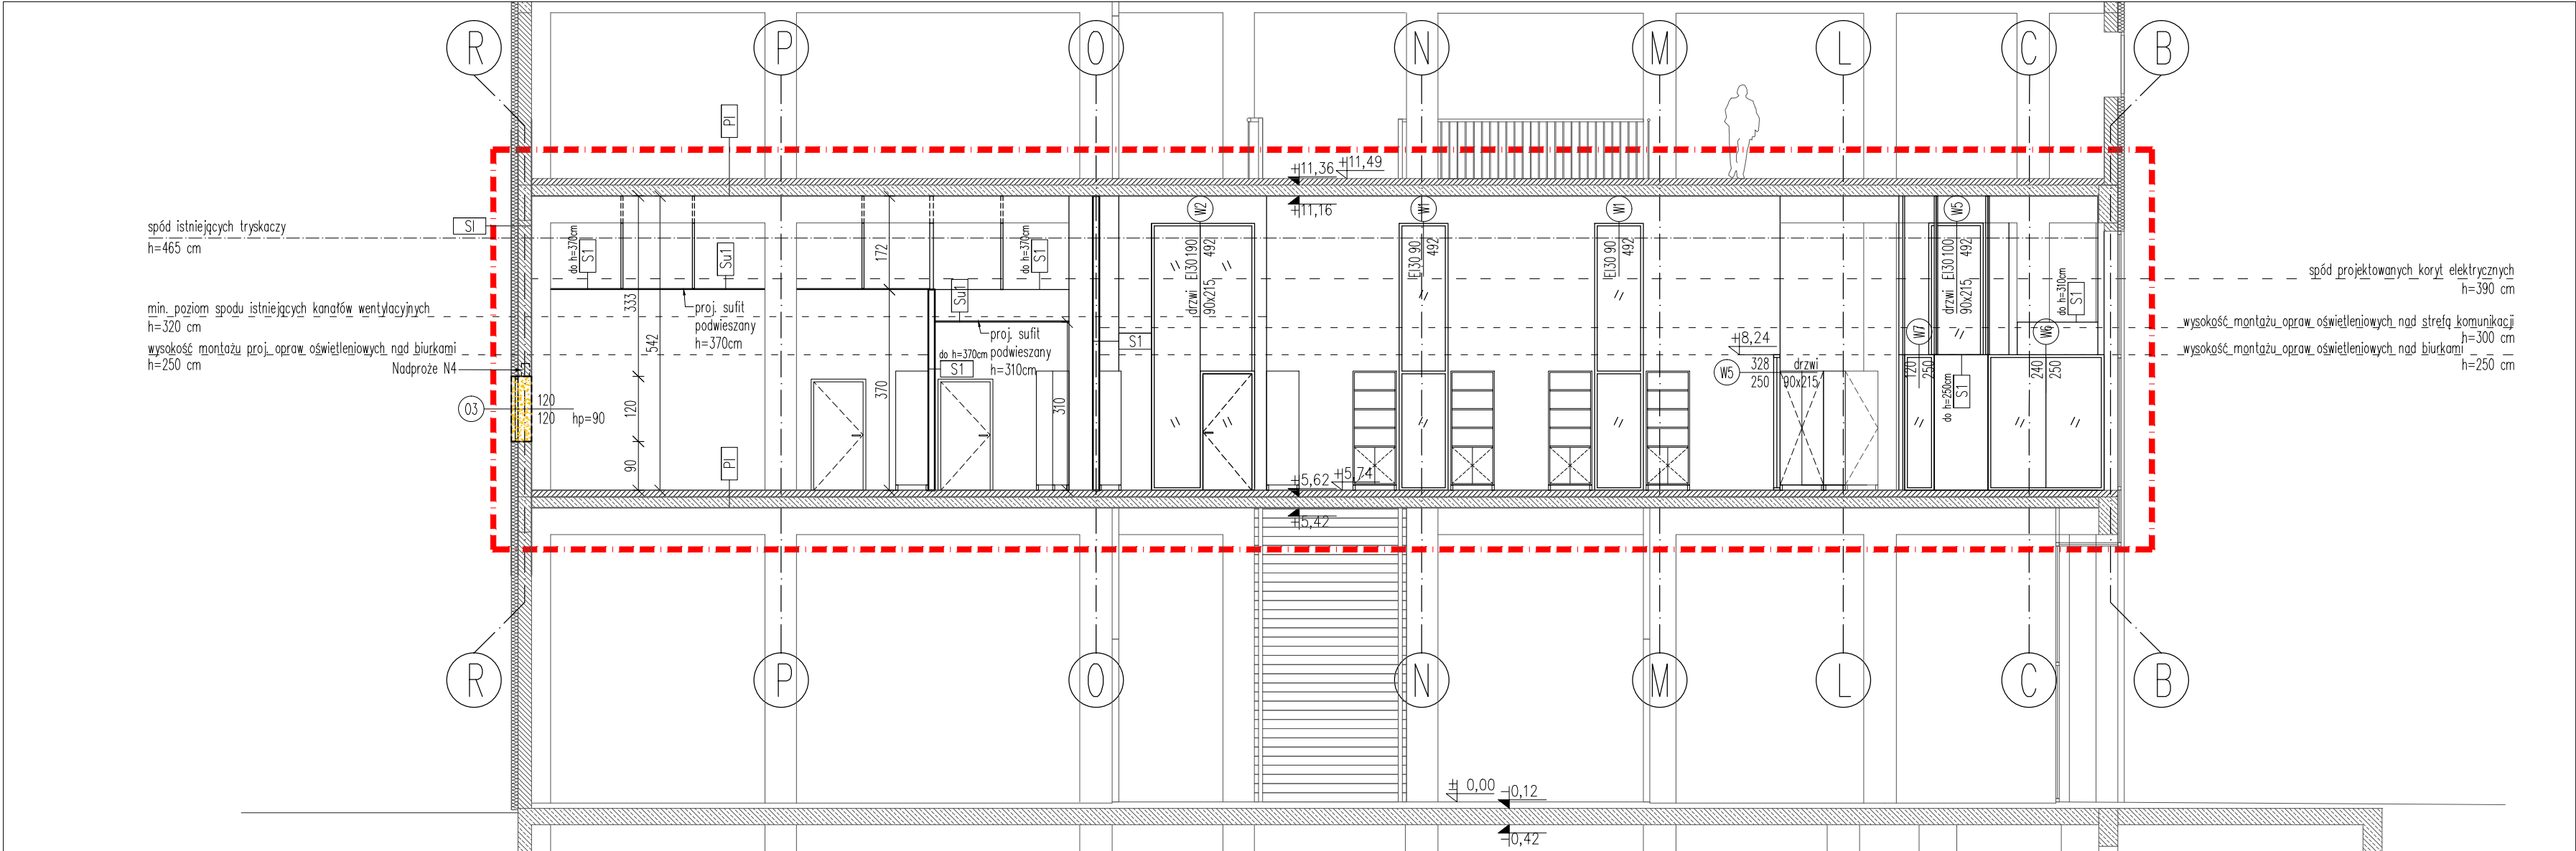 R
P
O
N
M
L
C
B
PI
+11,36
+11,49
+11,16
spód istniejących tryskaczy
h=465 cm
SI
do h=370cm
S1
Su1
172
do h=370cm
S1
W2
drzwi EI30 190
90x215 492
W1
EI30 90
492
W1
EI30 90
492
W5
drzwi EI30 100
90x215 492
spód projektowanych koryt elektrycznych
h=390 cm
do h=310cm
S1
min. poziom spodu istniejących kanałów wentylacyjnych
h=320 cm
333
542
proj. sufit
podwieszany
h=370cm
Su1
proj. sufit
podwieszany
h=310cm
S1
W7
W6
wysokość montażu opraw oświetleniowych nad strefą komunikacji
h=300 cm
wysokość montażu proj. opraw oświetleniowych nad biurkami
h=250 cm
wysokość montażu opraw oświetleniowych nad biurkami
h=250 cm
Nadproże N4
do h=370cm
S1
+8,24
W5
328
250
drzwi
90x215
120
250
do h=250cm
S1
240
250
03
120
120
hp=90
120
370
310
90
PI
+5,62
+5,74
+5,42
R
P
O
N
M
L
C
B
± 0,00
-0,12
-0,42